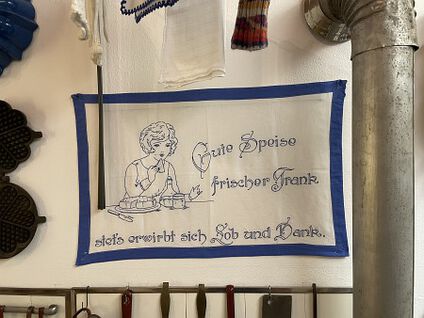 Gute Speise
frischer Trank
stets erwirbt sich Lob und Dank.